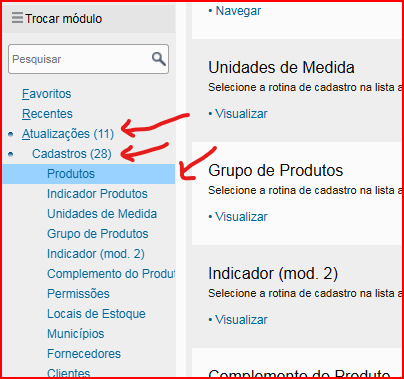 Trocar módulo
Pesquisar
Favoritos
Recentes
Atualizações (11)
Cadastros (28)
Produtos
Indicador Produtos
Unidades de Medida
Grupo de Produtos
Indicador (mod. 2)
Complemento do Produt
Permissões
Locais de Estoque
Municípios
Fornecedores
Clientes
• Navegar
Unidades de Medida
Selecione a rotina de cadastro na lista a
• Visualizar
Grupo de Produtos
Selecione a rotina de cadastro na lista a
• Visualizar
Indicador (mod. 2)
Selecione a rotina de cadastro na lista a
• Visualizar
Complemento do Produto